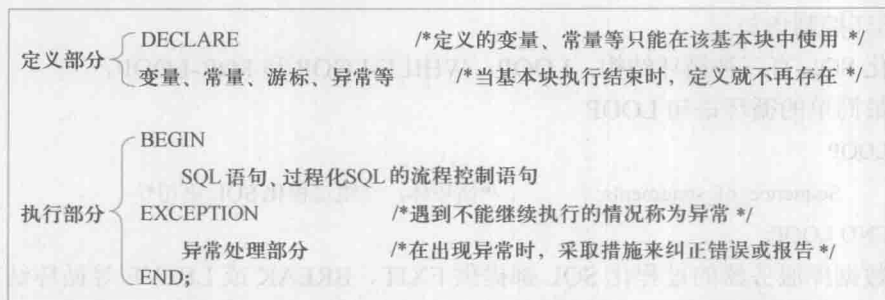 定义部分
DECLARE /*定义的变量、常量等只能在该基本块中使用 */
变量、常量、游标、异常等 /*当基本块执行结束时，定义就不再存在 */
执行部分
BEGIN
SQL 语句、过程化SQL 的流程控制语句
EXCEPTION /*遇到不能继续执行的情况称为异常 */
异常处理部分 /*在出现异常时，采取措施来纠正错误或报告 */
END;